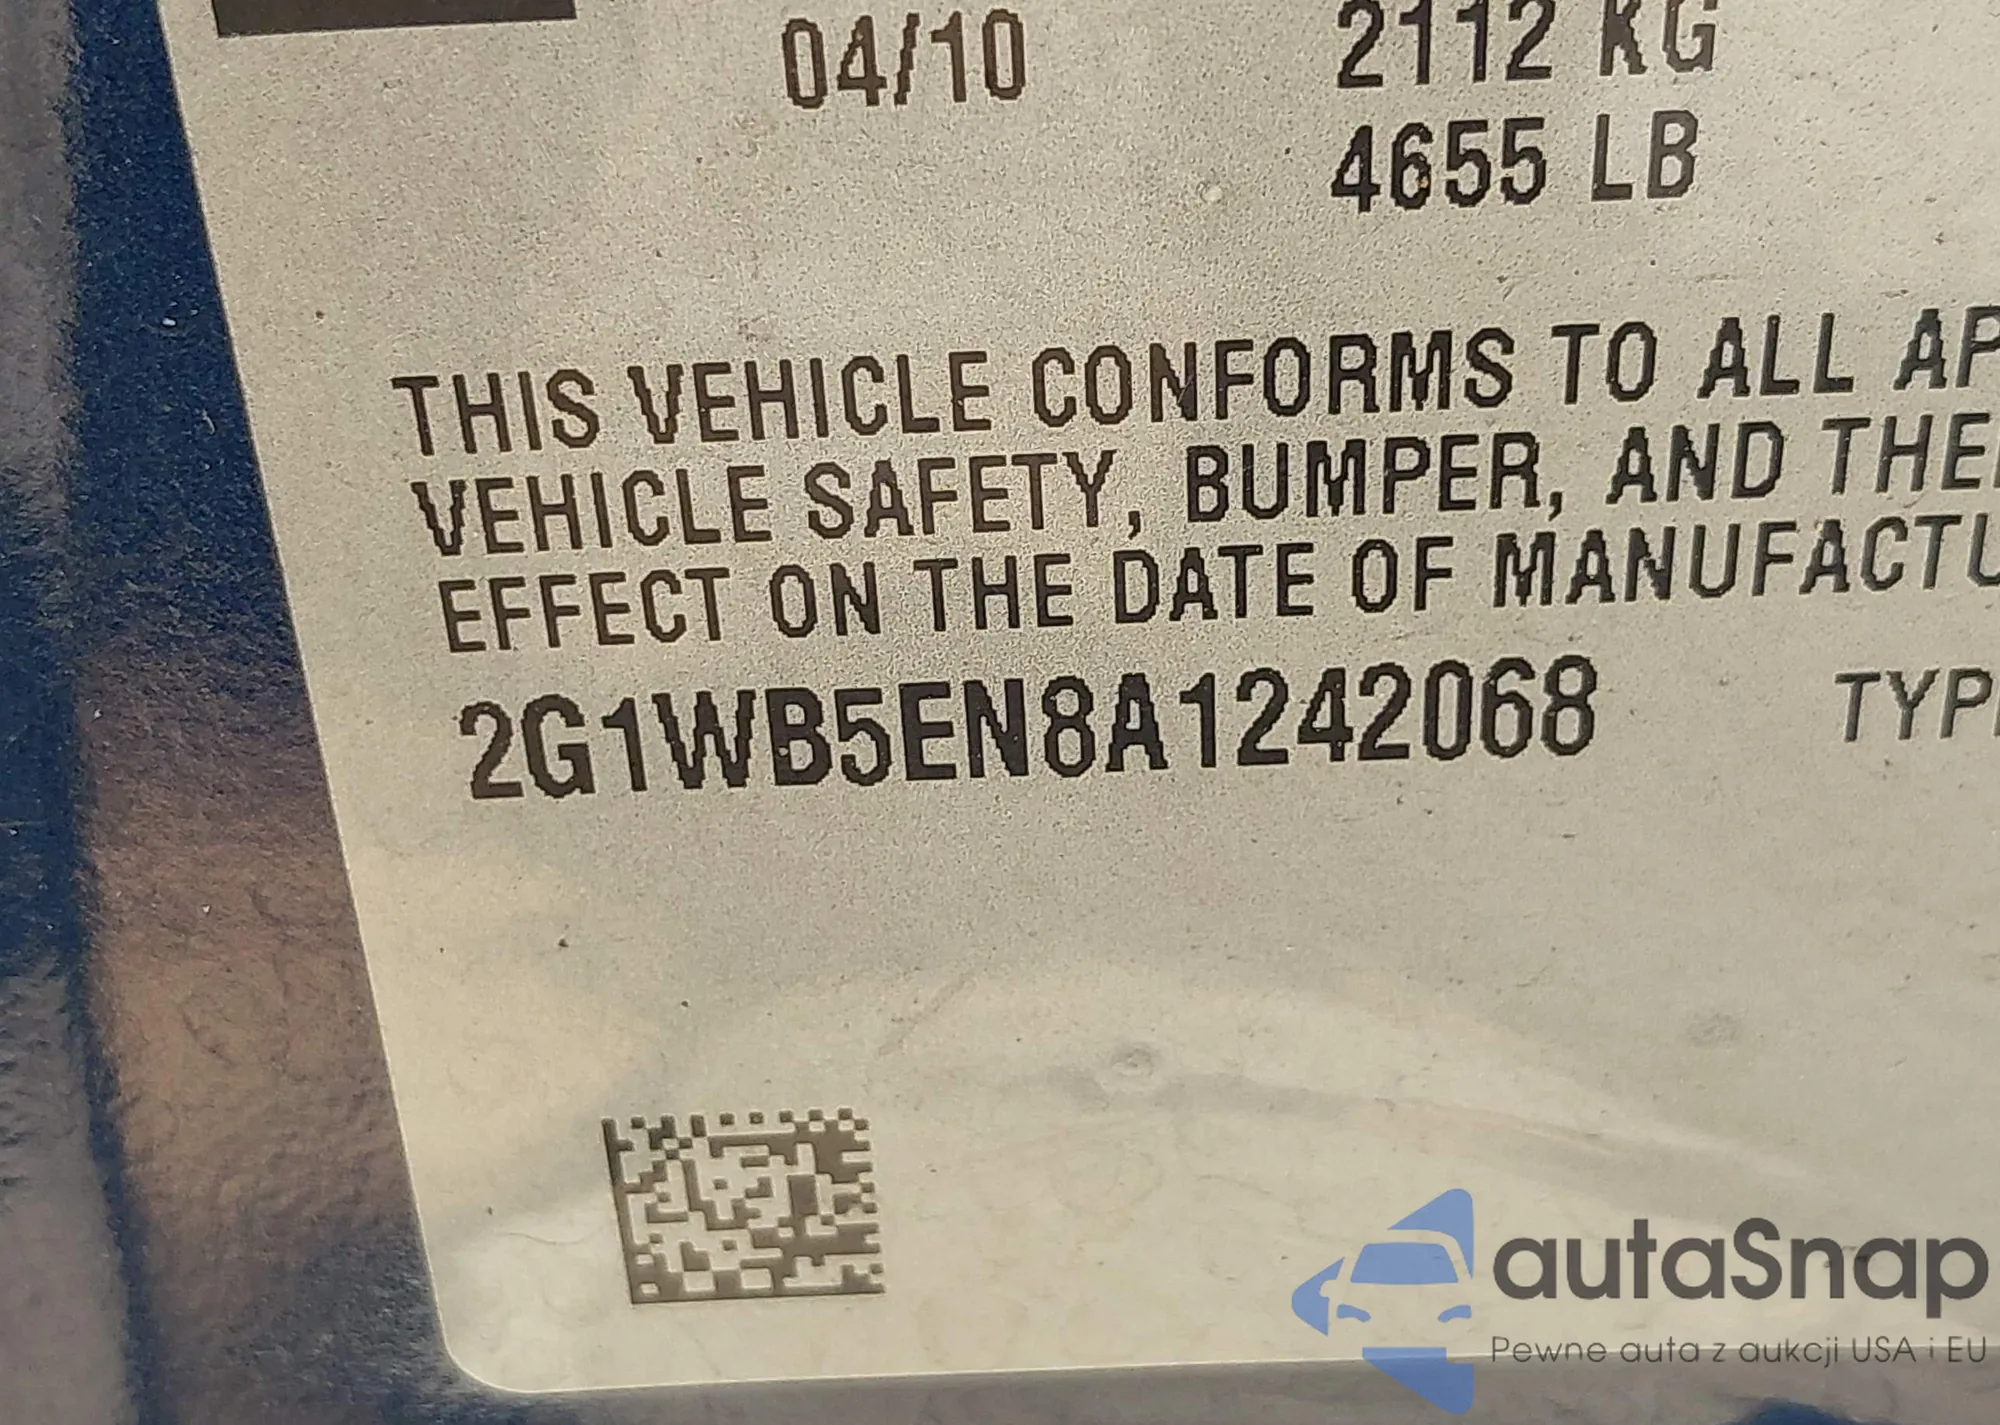 04/10 2112 KG
4655 LB
THIS VEHICLE CONFORMS TO ALL AP
VEHICLE SAFETY, BUMPER, AND THE
EFFECT ON THE DATE OF MANUFACTU
2G1WB5EN8A1242068 TYP
autaSnap
Pewne auta z aukcji USA i EU